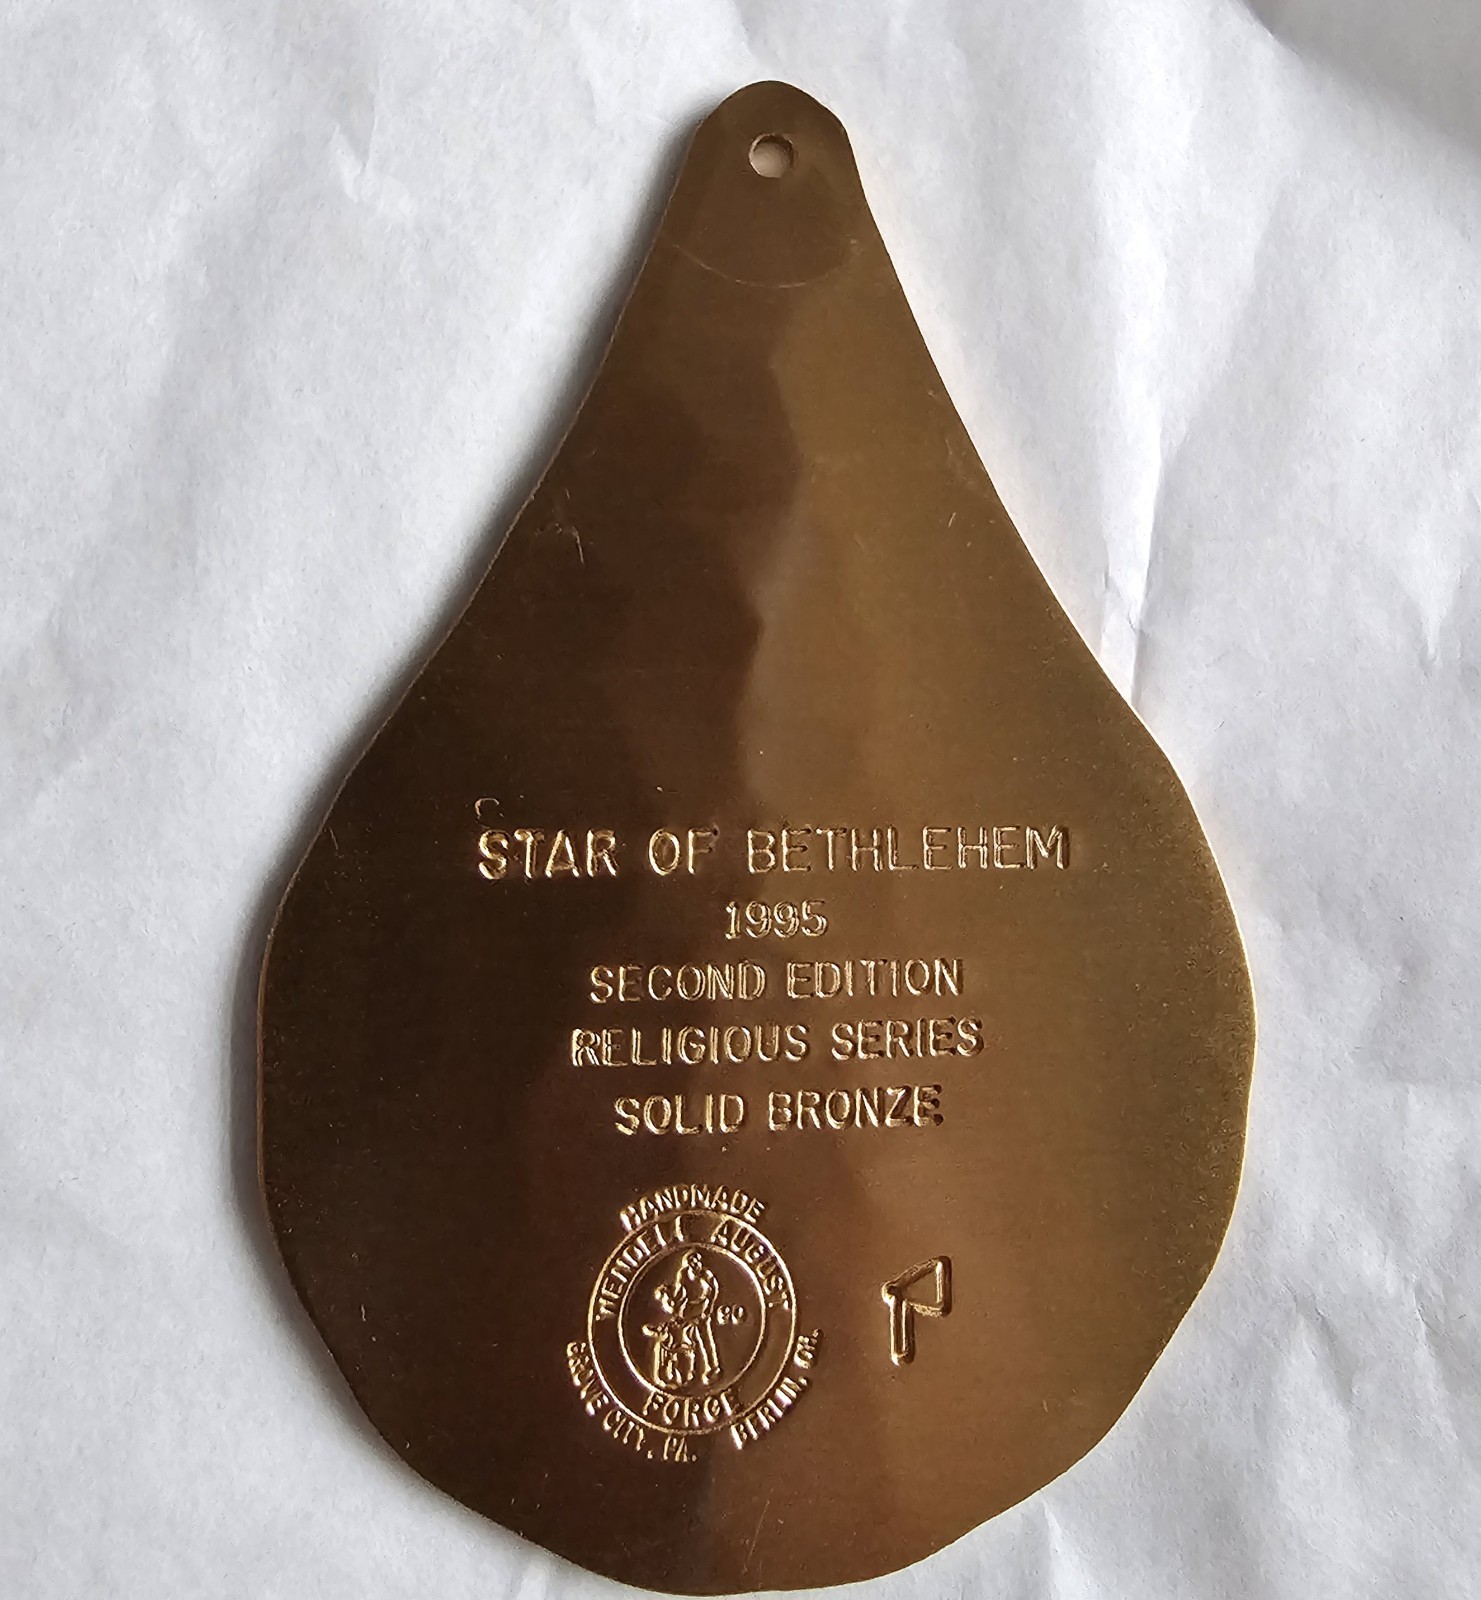 STAR OF BETHLEHEM
1995
SECOND EDITION
RELIGIOUS SERIES
SOLID BRONZE
HANDMADE
WENDELL AUGUST
FORGE
GROVE CITY, PA. BERLIN, OH.